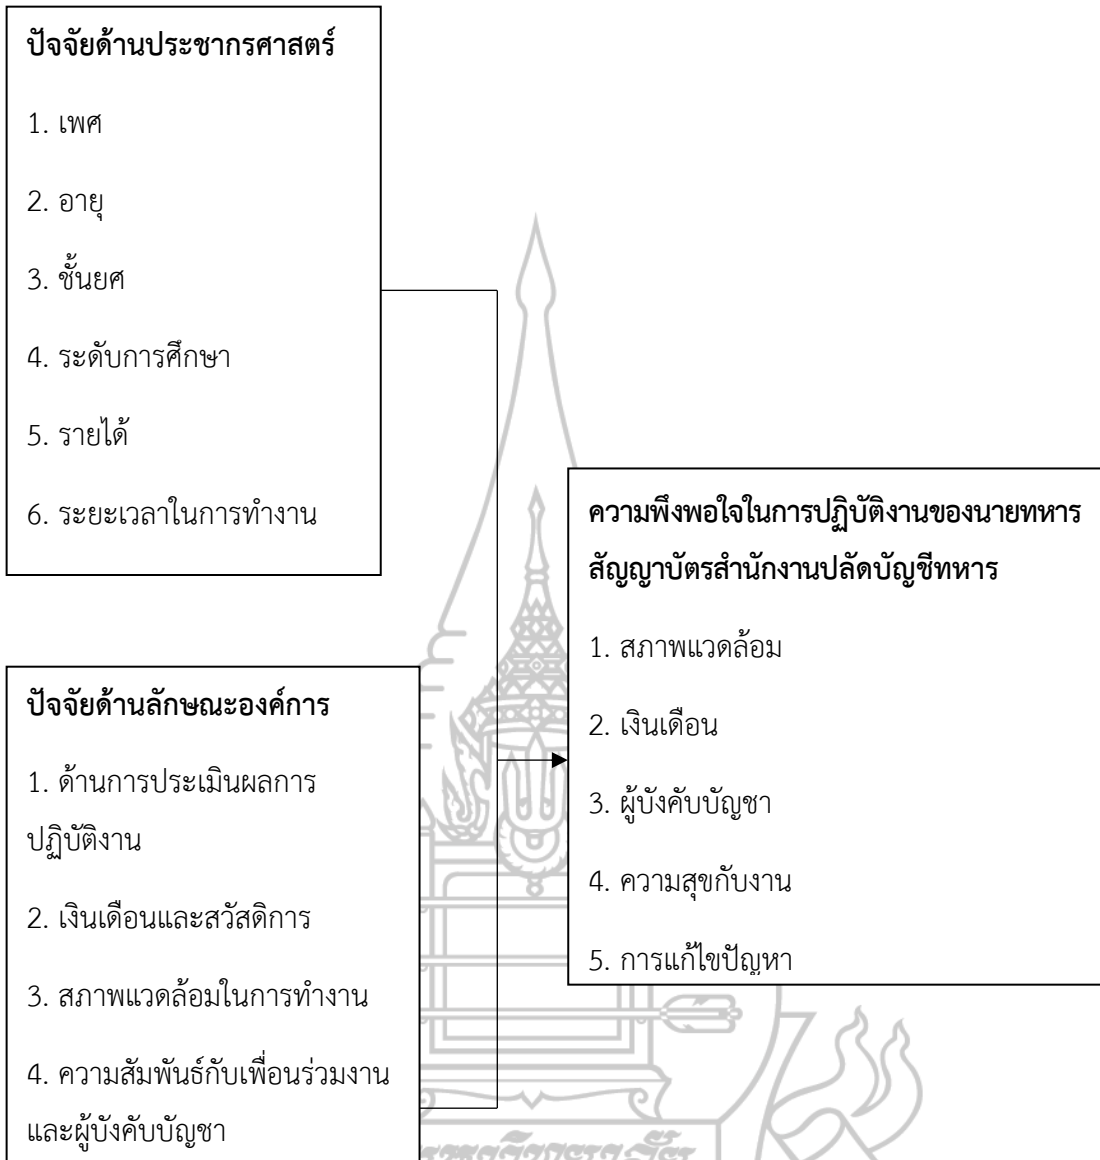 ปัจจัยด้านประชากรศาสตร์
1. เพศ
2. อายุ
3. ชั้นยศ
4. ระดับการศึกษา
5. รายได้
6. ระยะเวลาในการทำงาน
ความพึงพอใจในการปฏิบัติงานของนายทหาร
สัญญาบัตรสำนักงานปลัดบัญชีทหาร
1. สภาพแวดล้อม
2. เงินเดือน
3. ผู้บังคับบัญชา
4. ความสุขกับงาน
5. การแก้ไขปัญหา
ปัจจัยด้านลักษณะองค์การ
1. ด้านการประเมินผลการ
ปฏิบัติงาน
2. เงินเดือนและสวัสดิการ
3. สภาพแวดล้อมในการทำงาน
4. ความสัมพันธ์กับเพื่อนร่วมงาน
และผู้บังคับบัญชา